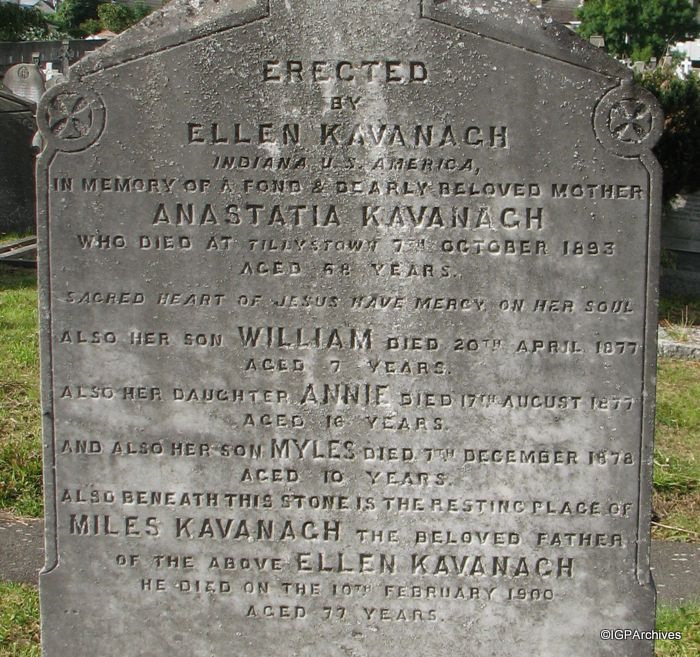 ERECTED
BY
ELLEN KAVANAGH
INDIANA U.S. AMERICA,
IN MEMORY OF A FOND & DEARLY BELOVED MOTHER
ANASTATIA KAVANAGH
WHO DIED AT TILLYSTOWN 7TH OCTOBER 1893
AGED 68 YEARS.
SACRED HEART OF JESUS HAVE MERCY ON HER SOUL
ALSO HER SON WILLIAM DIED 20TH APRIL 1877
AGED 7 YEARS.
ALSO HER DAUGHTER ANNIE DIED 17TH AUGUST 1877
AGED 16 YEARS.
AND ALSO HER SON MYLES DIED 7TH DECEMBER 1878
AGED 10 YEARS.
ALSO BENEATH THIS STONE IS THE RESTING PLACE OF
MILES KAVANAGH THE BELOVED FATHER
OF THE ABOVE ELLEN KAVANAGH
HE DIED ON THE 10TH FEBRUARY 1900
AGED 77 YEARS.
©IGPArchives